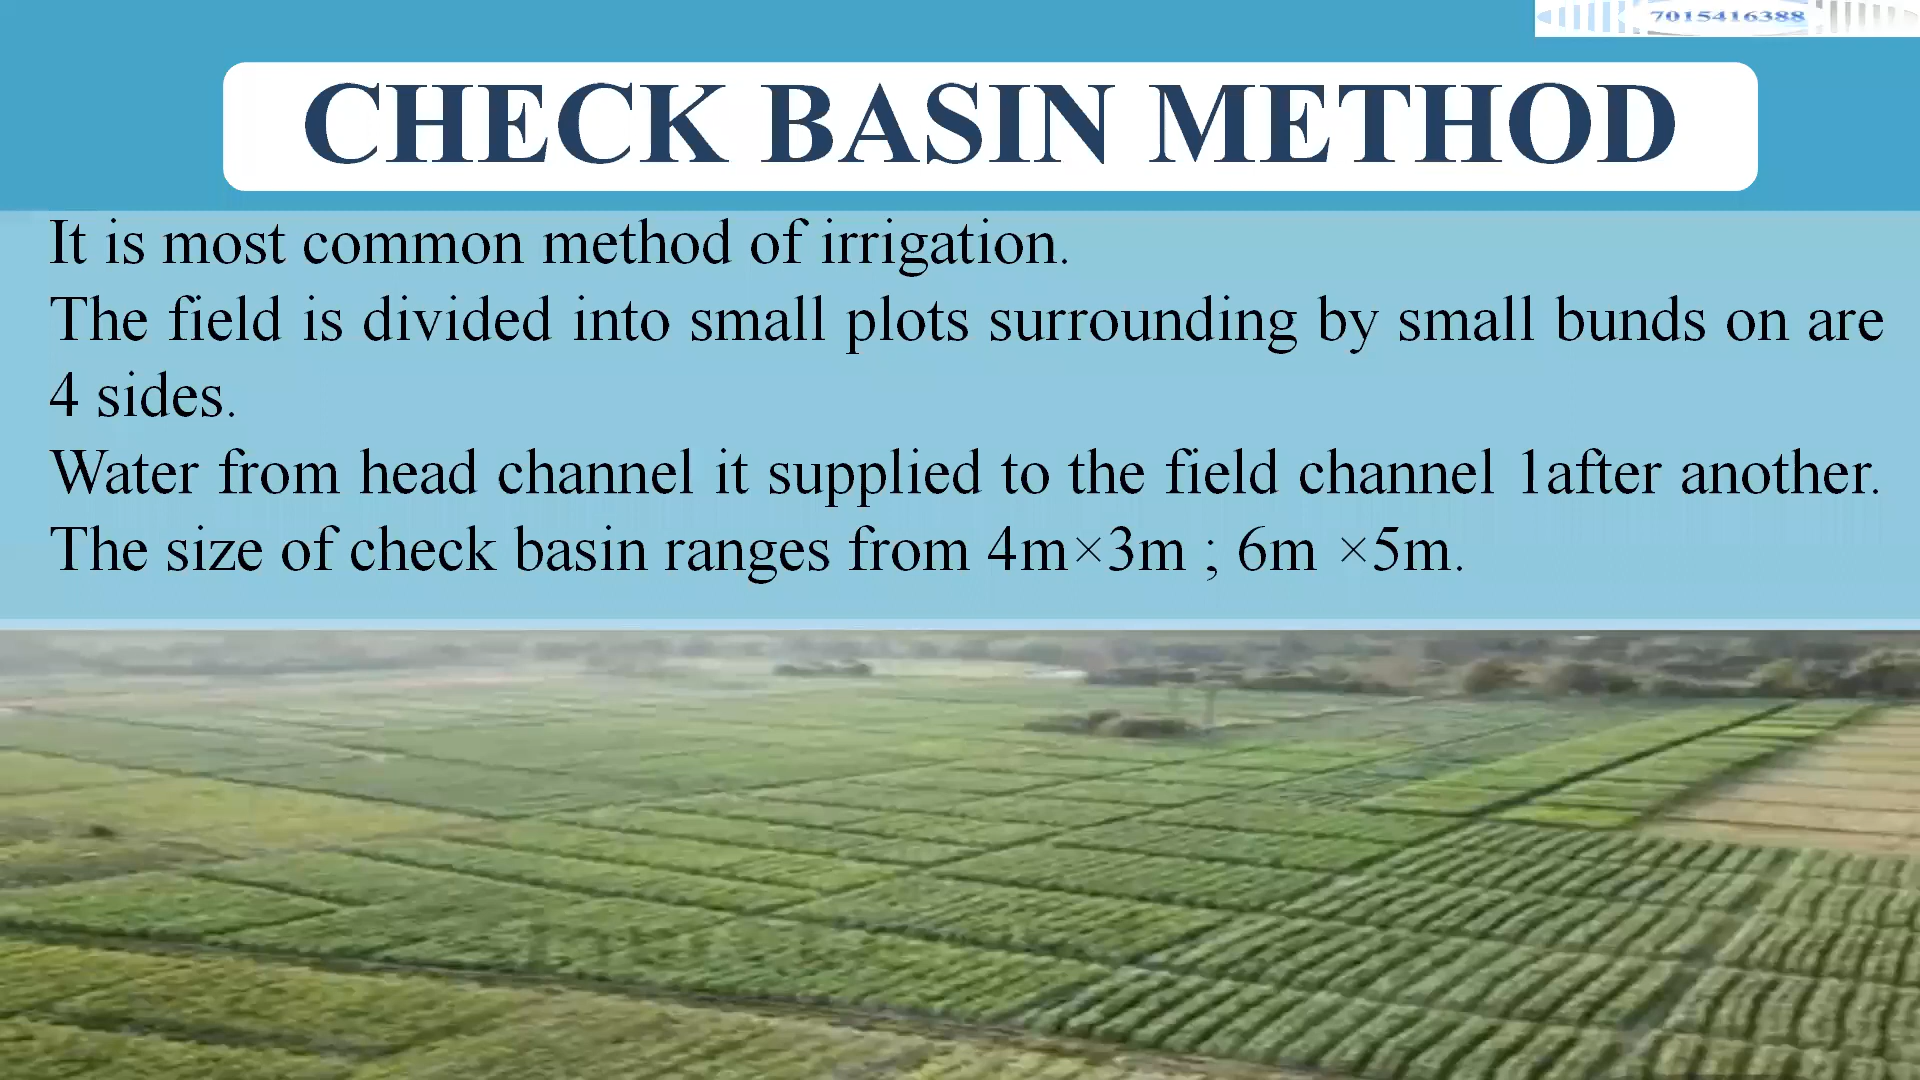 7015416388
CHECK BASIN METHOD
It is most common method of irrigation.
The field is divided into small plots surrounding by small bunds on are
4 sides.
Water from head channel it supplied to the field channel 1after another.
The size of check basin ranges from 4m×3m ; 6m ×5m.